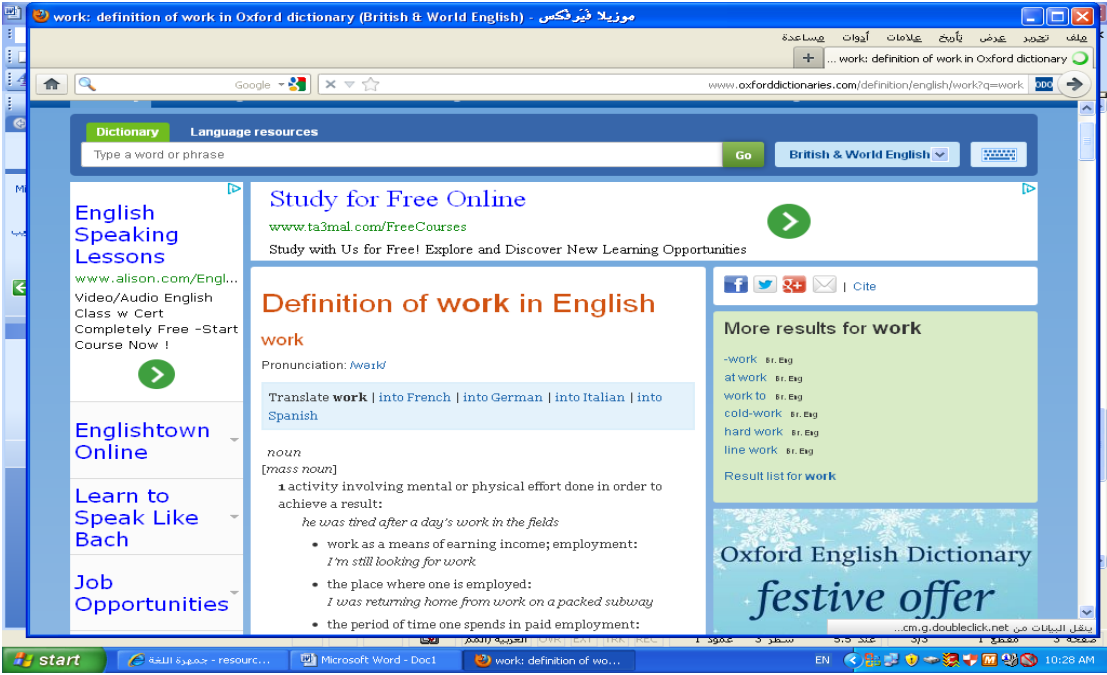 work: definition of work in Oxford dictionary (British & World English) - موزيلا فَيَرفُكس
ملف تحرير عرض تأريخ علامات أدوات مساعدة
... work: definition of work in Oxford dictionary
Google
www.oxforddictionaries.com/definition/english/work?q=work
Dictionary Language resources
Type a word or phrase Go British & World English
English
Speaking
Lessons
www.alison.com/Engl...
Video/Audio English
Class w Cert
Completely Free -Start
Course Now !
Englishtown
Online
Learn to
Speak Like
Bach
Job
Opportunities
Study for Free Online
www.ta3mal.com/FreeCourses
Study with Us for Free! Explore and Discover New Learning Opportunities
Definition of work in English
work
Pronunciation: /wəːk/
Translate work | into French | into German | into Italian | into
Spanish
noun
[mass noun]
1 activity involving mental or physical effort done in order to
achieve a result:
he was tired after a day's work in the fields
• work as a means of earning income; employment:
I'm still looking for work
• the place where one is employed:
I was returning home from work on a packed subway
• the period of time one spends in paid employment:
| Cite
More results for work
-work Br. Eng
at work Br. Eng
work to Br. Eng
cold-work Br. Eng
hard work Br. Eng
line work Br. Eng
Result list for work
Oxford English Dictionary
festive offer
ينقل البيانات من cm.g.doubleclick.net...
start
جمهرة اللغة - resourc...
Microsoft Word - Doc1
work: definition of wo...
EN 10:28 AM